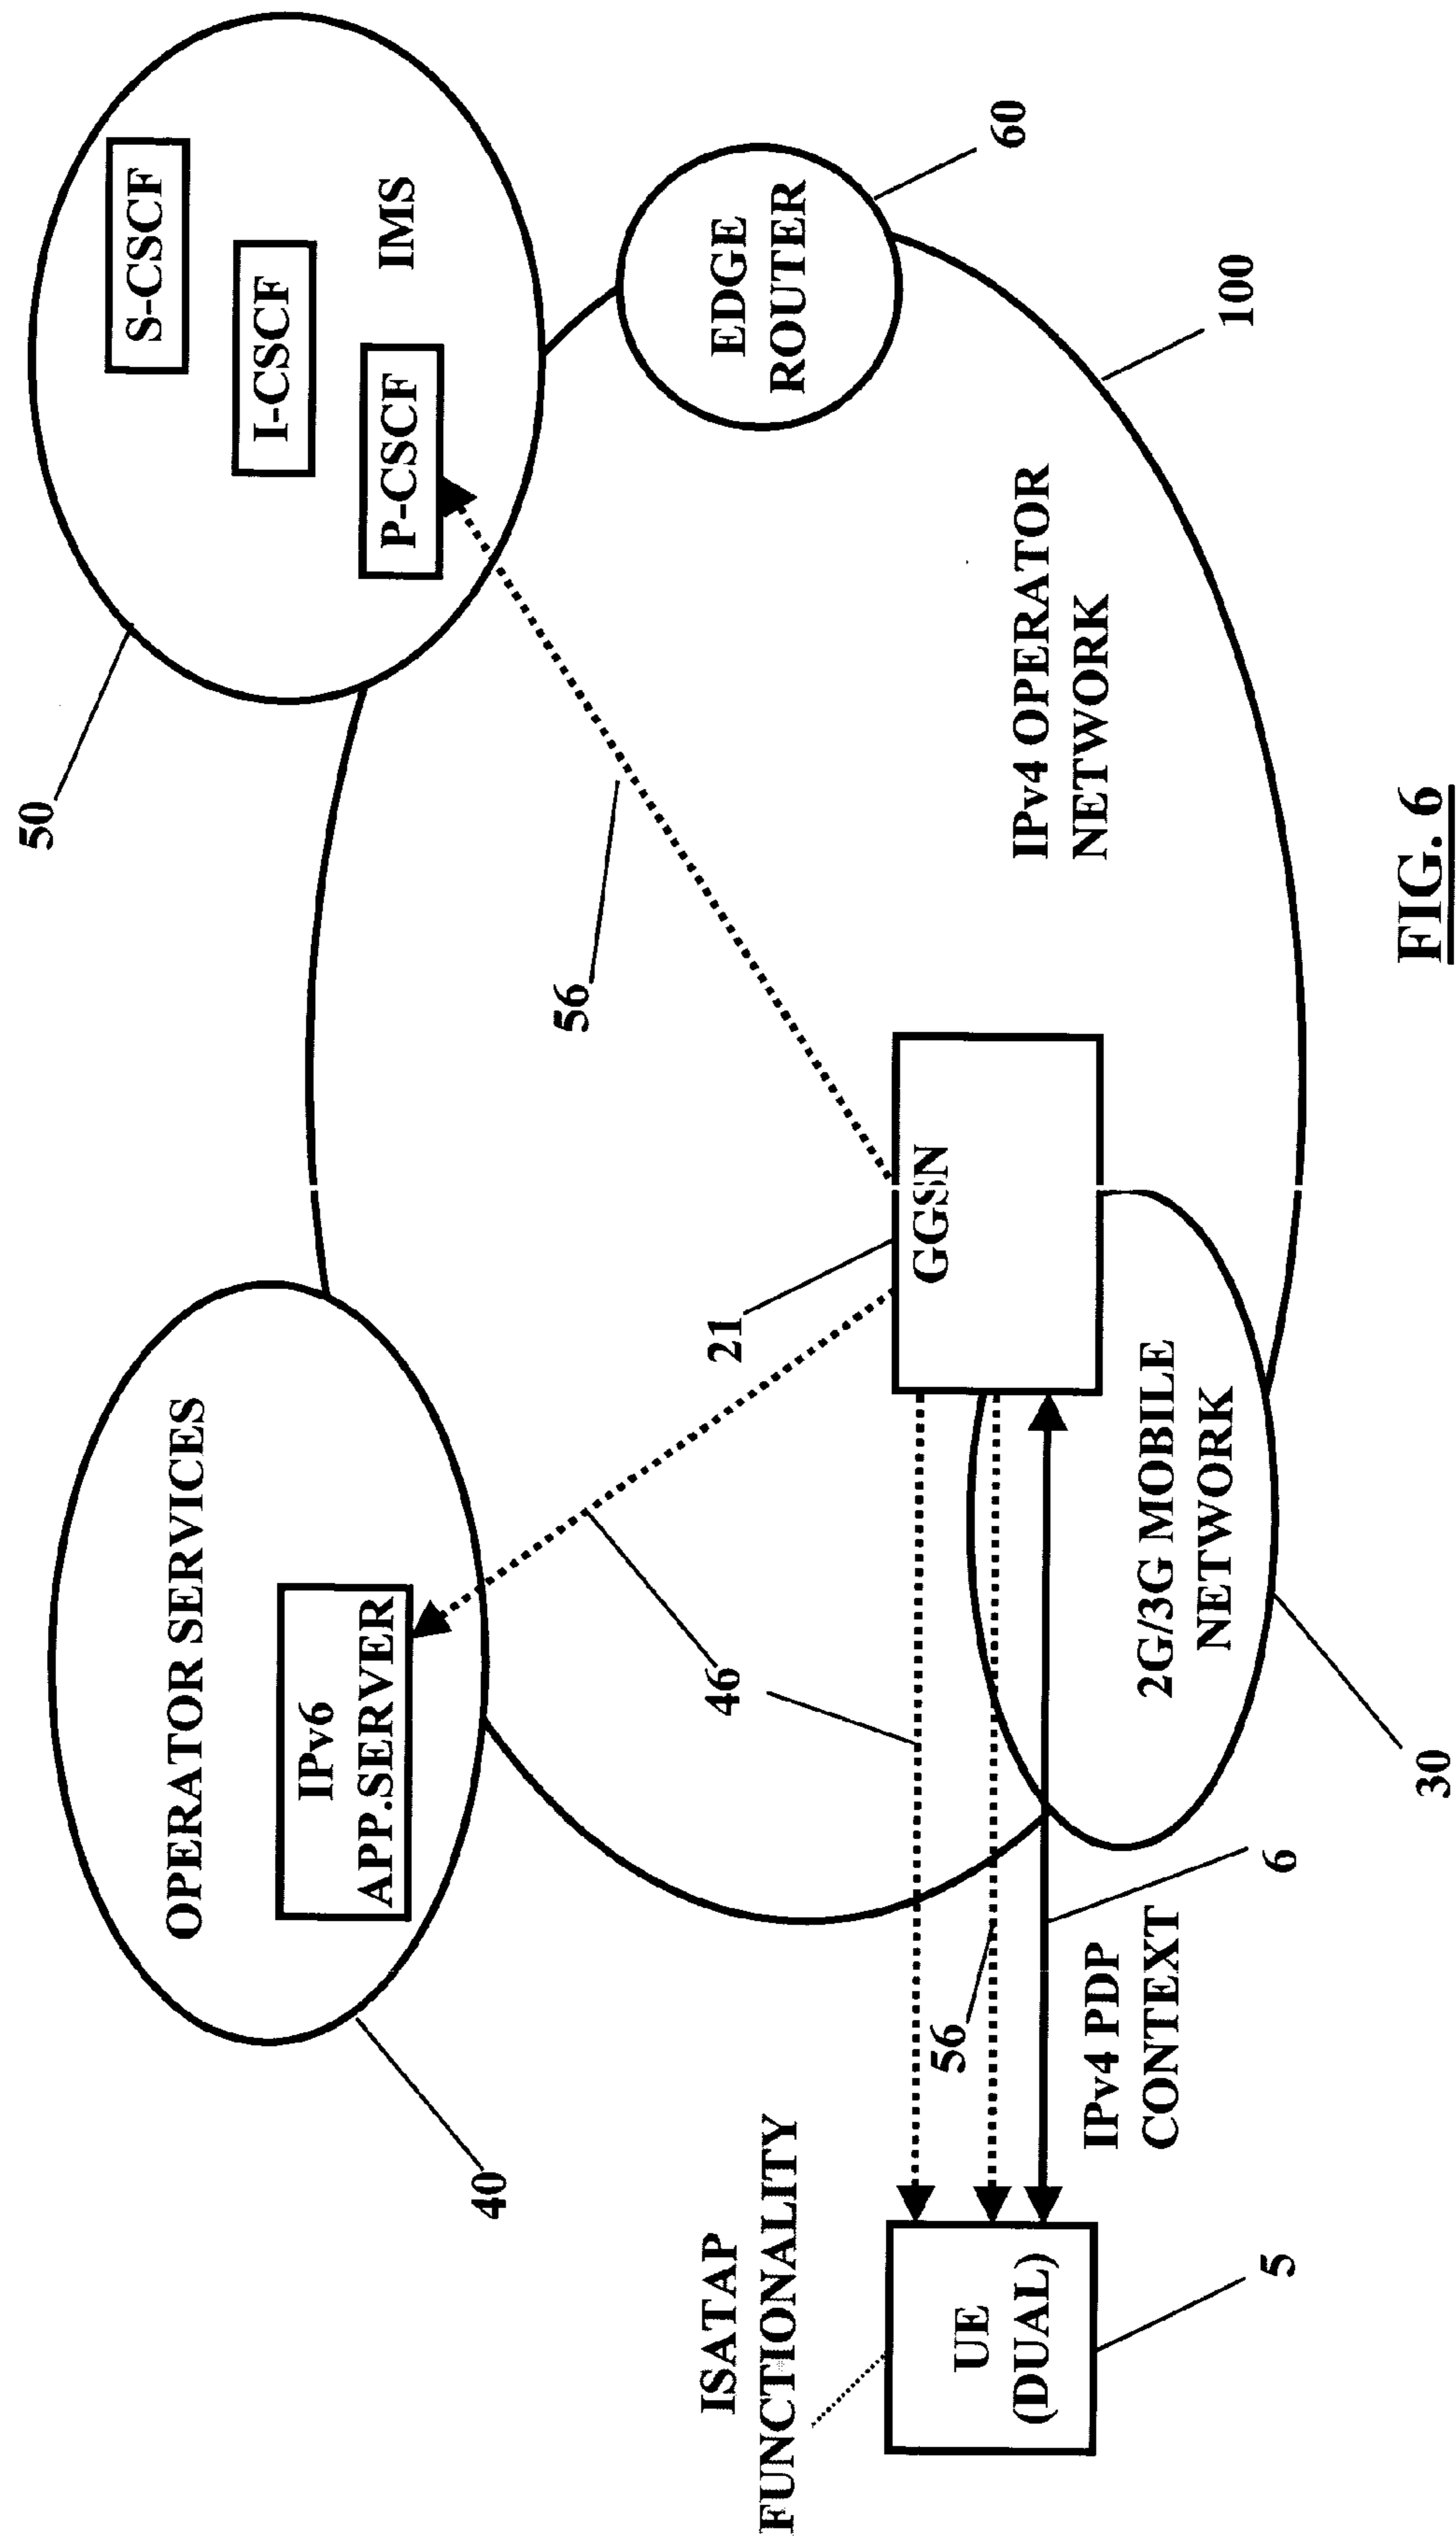 OPERATOR SERVICES
IPv6
APP.SERVER
40
50
S-CSCF
I-CSCF
P-CSCF
IMS
EDGE
ROUTER
60
100
56
IPv4 OPERATOR
NETWORK
GGSN
21
46
2G/3G MOBILE
NETWORK
30
56
6
IPv4 PDP
CONTEXT
ISATAP
FUNCTIONALITY
UE
(DUAL)
5
FIG. 6